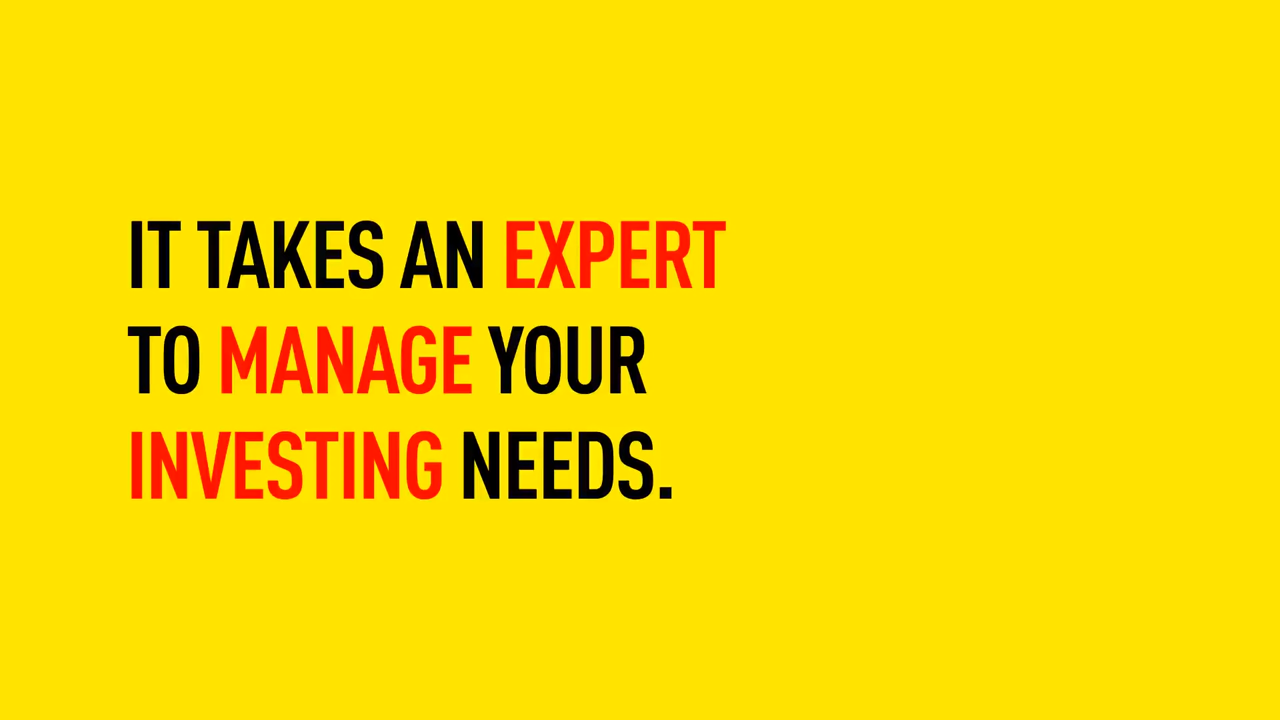 IT TAKES AN EXPERT
TO MANAGE YOUR
INVESTING NEEDS.